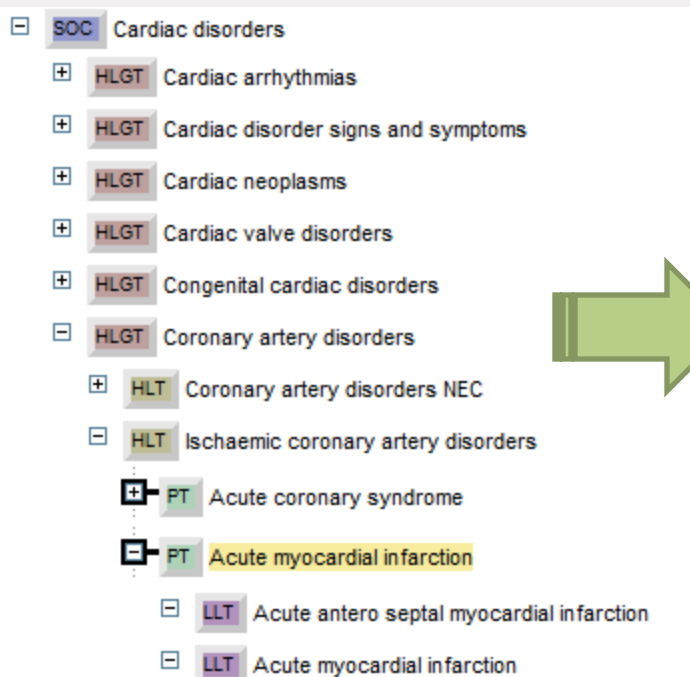 SOC Cardiac disorders
HLGT Cardiac arrhythmias
HLGT Cardiac disorder signs and symptoms
HLGT Cardiac neoplasms
HLGT Cardiac valve disorders
HLGT Congenital cardiac disorders
HLGT Coronary artery disorders
HLT Coronary artery disorders NEC
HLT Ischaemic coronary artery disorders
PT Acute coronary syndrome
PT Acute myocardial infarction
LLT Acute antero septal myocardial infarction
LLT Acute myocardial infarction